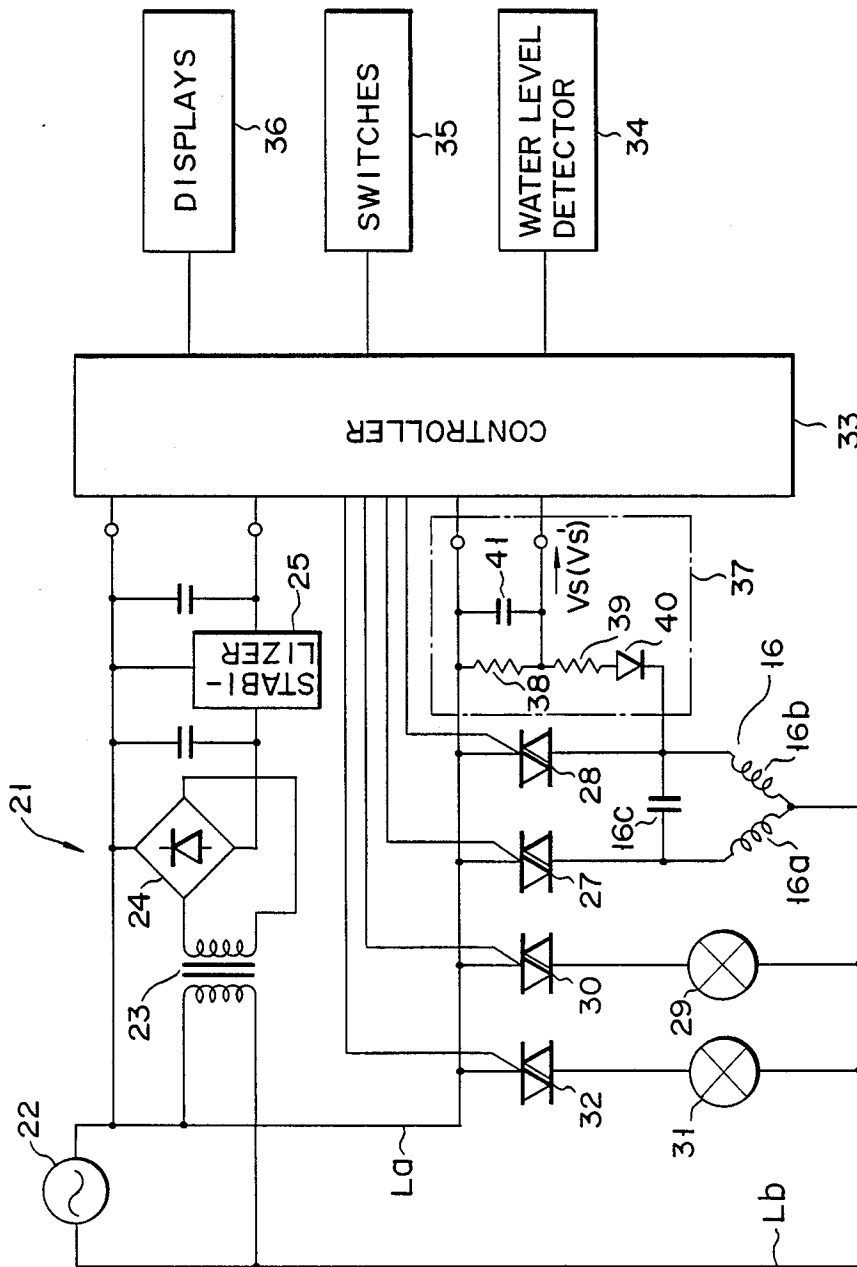 DISPLAYS
36
SWITCHES
35
WATER LEVEL
DETECTOR
34
CONTROLLER
33
21
22
23
24
STABI-
LIZER
25
41
Vs(Vs')
37
38
39
40
16
16b
16a
16C
28
27
30
29
32
31
La
Lb